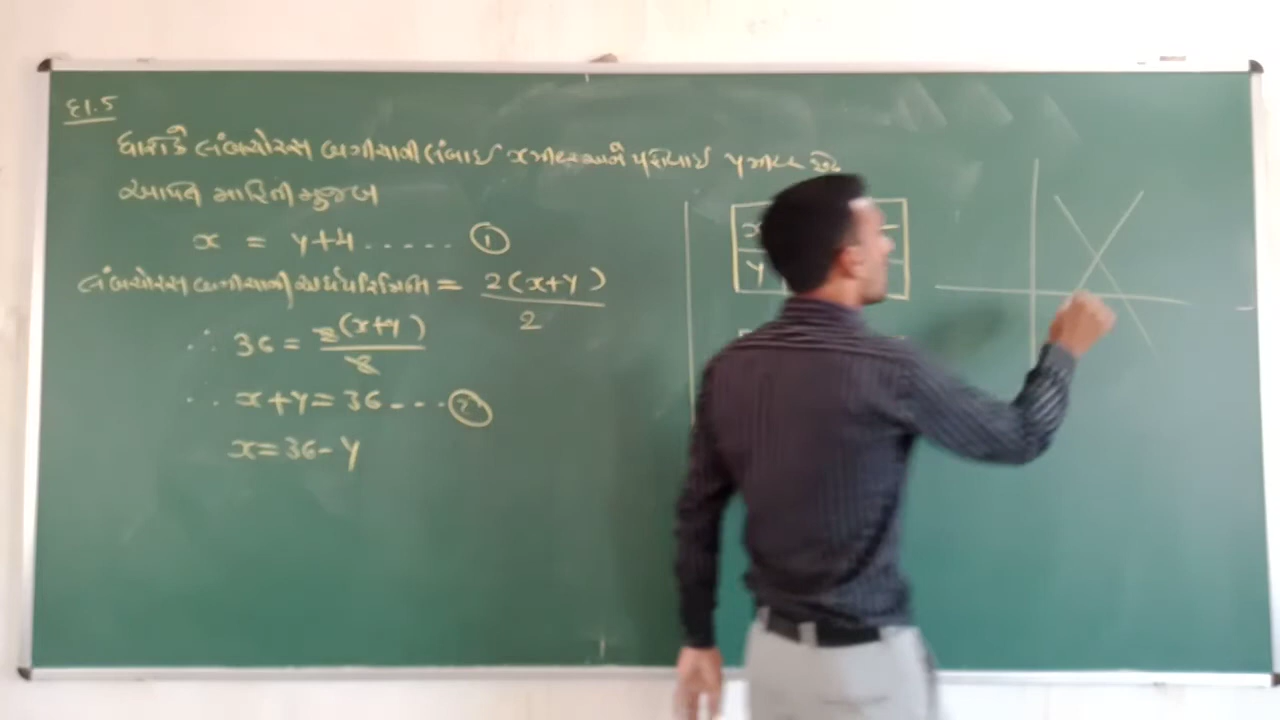 દા.5
ધારોકે લંબચોરસ બગીચાની લંબાઈ x મીટર અને પહોળાઈ y મીટર છે
આપેલ માહિતી મુજબ
x = y+4 ..... ①
લંબચોરસ બગીચાની અર્ધપરિમિતિ = 2(x+y) / 2
∴ 36 = 2(x+y) / 2
∴ x+y = 36 ... ②
x = 36 - y
x
y